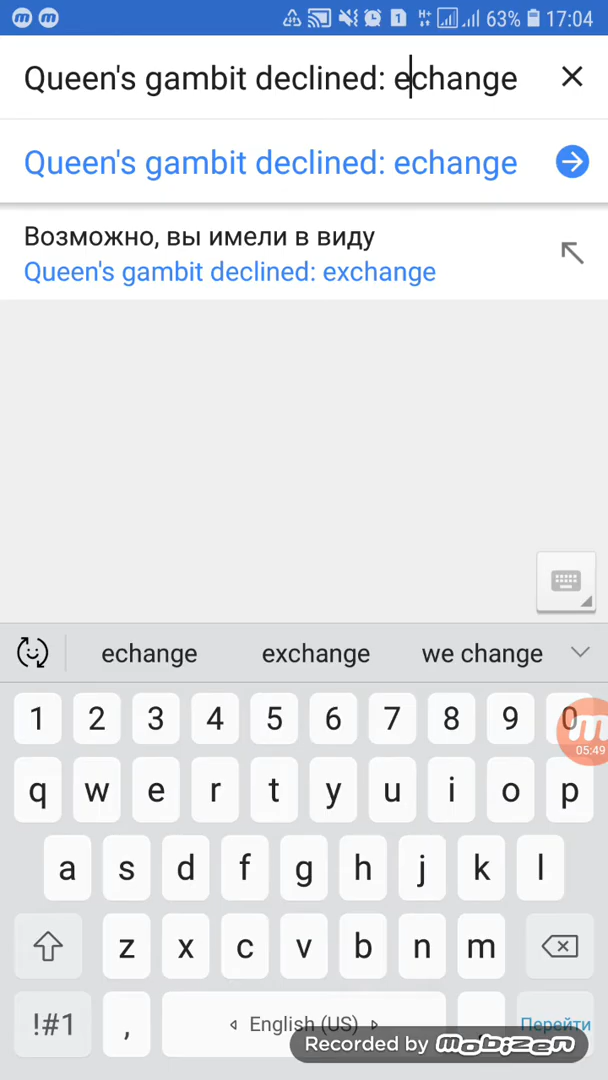 63% 17:04
Queen's gambit declined: echange
Queen's gambit declined: echange
Возможно, вы имели в виду
Queen's gambit declined: exchange
echange exchange we change
1 2 3 4 5 6 7 8 9 0
05:49
q w e r t y u i o p
a s d f g h j k l
z x c v b n m
!#1 , English (US) Перейти
Recorded by mobizen